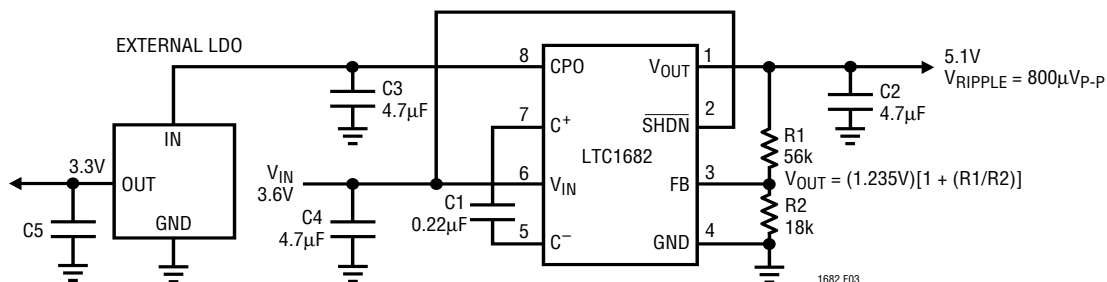 EXTERNAL LDO
IN
OUT
GND
3.3V
C5
C3
4.7µF
VIN
3.6V
C4
4.7µF
C1
0.22µF
8
7
6
5
CPO
C+
VIN
C–
LTC1682
VOUT
SHDN
FB
GND
1
2
3
4
5.1V
VRIPPLE = 800µVP-P
C2
4.7µF
R1
56k
VOUT = (1.235V)[1 + (R1/R2)]
R2
18k
1682 F03